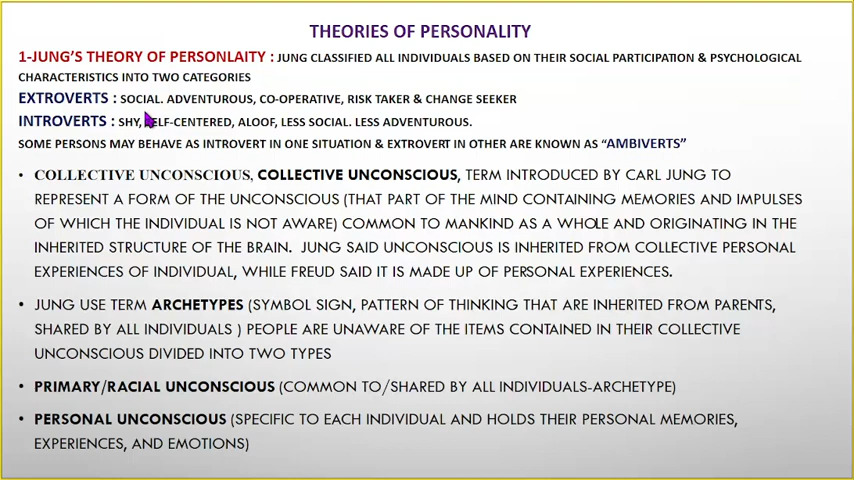 THEORIES OF PERSONALITY
1-JUNG'S THEORY OF PERSONLAITY : JUNG CLASSIFIED ALL INDIVIDUALS BASED ON THEIR SOCIAL PARTICIPATION & PSYCHOLOGICAL
CHARACTERISTICS INTO TWO CATEGORIES
EXTROVERTS : SOCIAL. ADVENTUROUS, CO-OPERATIVE, RISK TAKER & CHANGE SEEKER
INTROVERTS : SHY, SELF-CENTERED, ALOOF, LESS SOCIAL. LESS ADVENTUROUS.
SOME PERSONS MAY BEHAVE AS INTROVERT IN ONE SITUATION & EXTROVERT IN OTHER ARE KNOWN AS "AMBIVERTS"
• COLLECTIVE UNCONSCIOUS, COLLECTIVE UNCONSCIOUS, TERM INTRODUCED BY CARL JUNG TO
REPRESENT A FORM OF THE UNCONSCIOUS (THAT PART OF THE MIND CONTAINING MEMORIES AND IMPULSES
OF WHICH THE INDIVIDUAL IS NOT AWARE) COMMON TO MANKIND AS A WHOLE AND ORIGINATING IN THE
INHERITED STRUCTURE OF THE BRAIN. JUNG SAID UNCONSCIOUS IS INHERITED FROM COLLECTIVE PERSONAL
EXPERIENCES OF INDIVIDUAL, WHILE FREUD SAID IT IS MADE UP OF PERSONAL EXPERIENCES.
• JUNG USE TERM ARCHETYPES (SYMBOL SIGN, PATTERN OF THINKING THAT ARE INHERITED FROM PARENTS,
SHARED BY ALL INDIVIDUALS ) PEOPLE ARE UNAWARE OF THE ITEMS CONTAINED IN THEIR COLLECTIVE
UNCONSCIOUS DIVIDED INTO TWO TYPES
• PRIMARY/RACIAL UNCONSCIOUS (COMMON TO/SHARED BY ALL INDIVIDUALS-ARCHETYPE)
• PERSONAL UNCONSCIOUS (SPECIFIC TO EACH INDIVIDUAL AND HOLDS THEIR PERSONAL MEMORIES,
EXPERIENCES, AND EMOTIONS)